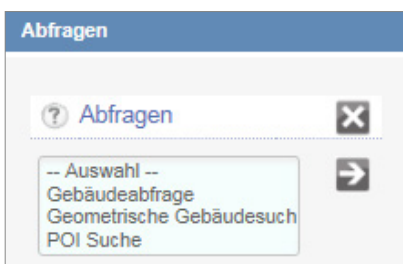 Abfragen
? Abfragen
-- Auswahl --
Gebäudeabfrage
Geometrische Gebäudesuch
POI Suche